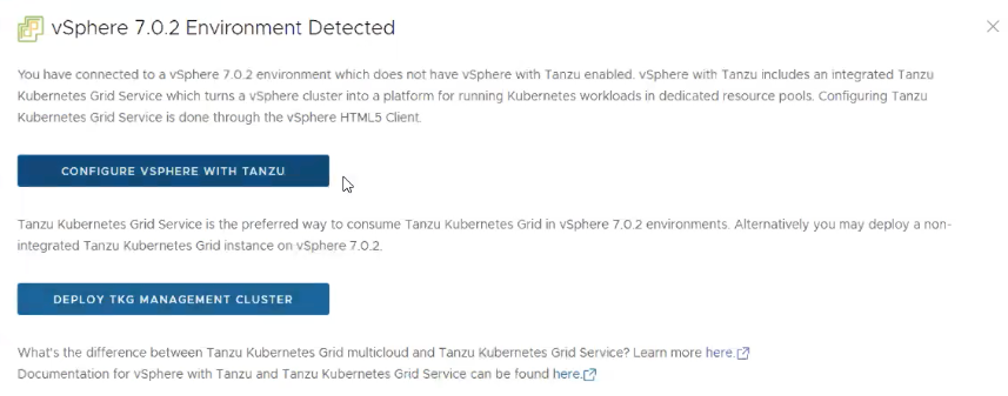 vSphere 7.0.2 Environment Detected
You have connected to a vSphere 7.0.2 environment which does not have vSphere with Tanzu enabled. vSphere with Tanzu includes an integrated Tanzu
Kubernetes Grid Service which turns a vSphere cluster into a platform for running Kubernetes workloads in dedicated resource pools. Configuring Tanzu
Kubernetes Grid Service is done through the vSphere HTML5 Client.
CONFIGURE VSPHERE WITH TANZU
Tanzu Kubernetes Grid Service is the preferred way to consume Tanzu Kubernetes Grid in vSphere 7.0.2 environments. Alternatively you may deploy a non-
integrated Tanzu Kubernetes Grid instance on vSphere 7.0.2.
DEPLOY TKG MANAGEMENT CLUSTER
What's the difference between Tanzu Kubernetes Grid multicloud and Tanzu Kubernetes Grid Service? Learn more here.
Documentation for vSphere with Tanzu and Tanzu Kubernetes Grid Service can be found here.